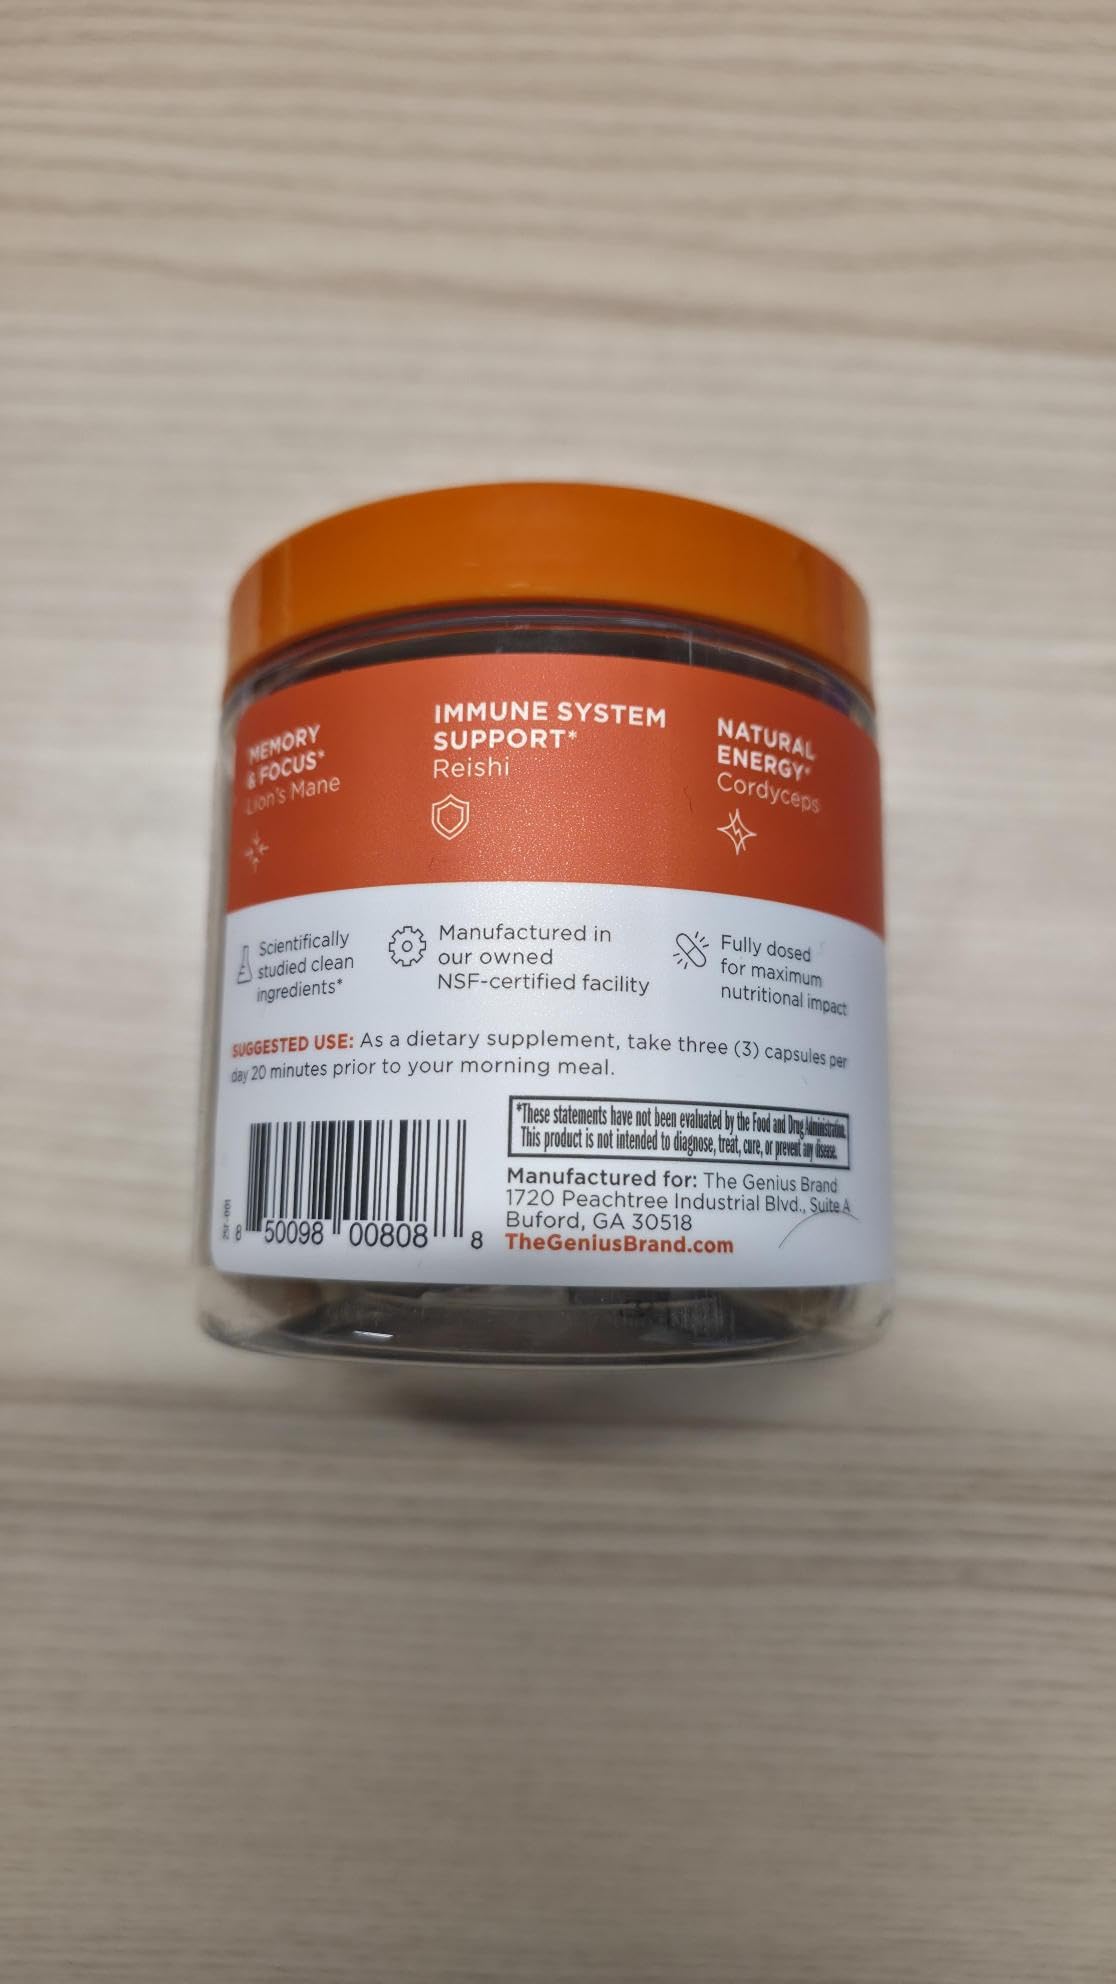 MEMORY
& FOCUS*
Lion's Mane
IMMUNE SYSTEM
SUPPORT*
Reishi
NATURAL
ENERGY*
Cordyceps
Scientifically
studied clean
ingredients*
Manufactured in
our owned
NSF-certified facility
Fully dosed
for maximum
nutritional impact
SUGGESTED USE: As a dietary supplement, take three (3) capsules per
day 20 minutes prior to your morning meal.
*These statements have not been evaluated by the Food and Drug Administration.
This product is not intended to diagnose, treat, cure, or prevent any disease.
Manufactured for: The Genius Brand
1720 Peachtree Industrial Blvd., Suite A
Buford, GA 30518
TheGeniusBrand.com
8 50098 00808 8